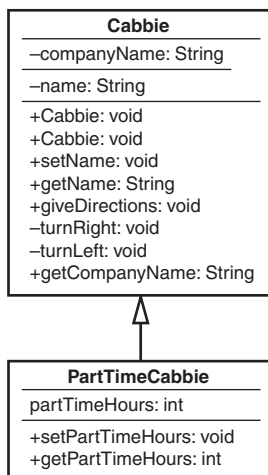 Cabbie
–companyName: String
–name: String
+Cabbie: void
+Cabbie: void
+setName: void
+getName: String
+giveDirections: void
–turnRight: void
–turnLeft: void
+getCompanyName: String
PartTimeCabbie
partTimeHours: int
+setPartTimeHours: void
+getPartTimeHours: int